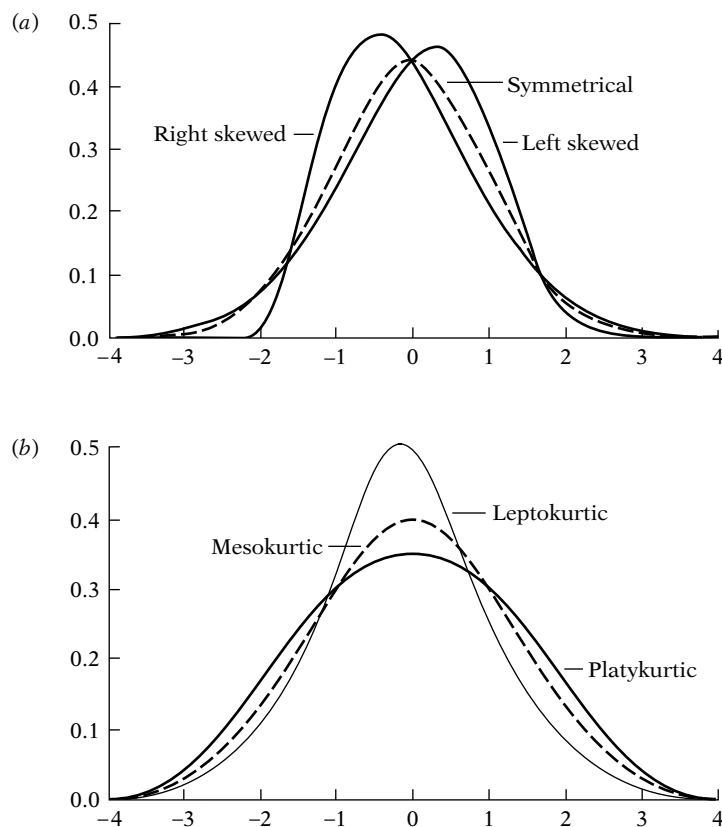 (a)
0.5
0.4
0.3
0.2
0.1
0.0
Symmetrical
Right skewed
Left skewed
–4 –3 –2 –1 0 1 2 3 4
(b)
0.5
0.4
0.3
0.2
0.1
0.0
Leptokurtic
Mesokurtic
Platykurtic
–4 –3 –2 –1 0 1 2 3 4